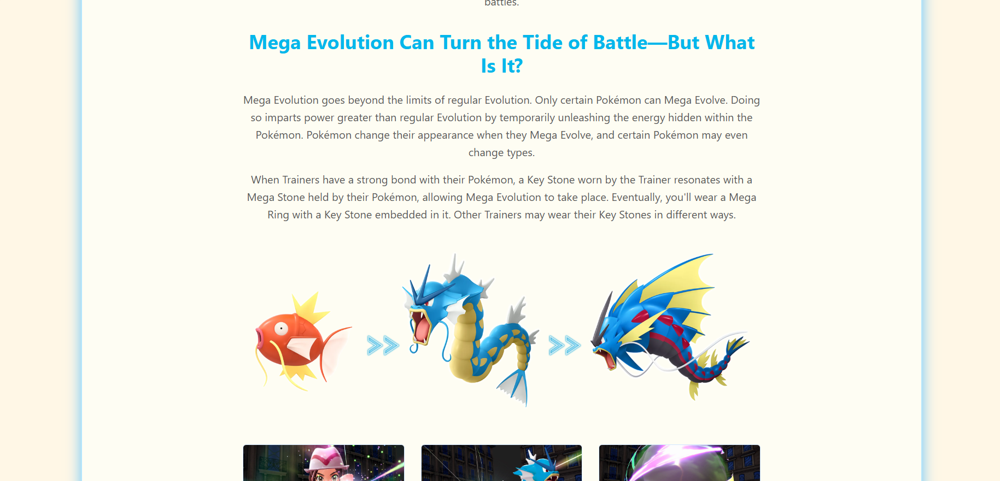 battles.
Mega Evolution Can Turn the Tide of Battle—But What
Is It?
Mega Evolution goes beyond the limits of regular Evolution. Only certain Pokémon can Mega Evolve. Doing
so imparts power greater than regular Evolution by temporarily unleashing the energy hidden within the
Pokémon. Pokémon change their appearance when they Mega Evolve, and certain Pokémon may even
change types.
When Trainers have a strong bond with their Pokémon, a Key Stone worn by the Trainer resonates with a
Mega Stone held by their Pokémon, allowing Mega Evolution to take place. Eventually, you'll wear a Mega
Ring with a Key Stone embedded in it. Other Trainers may wear their Key Stones in different ways.